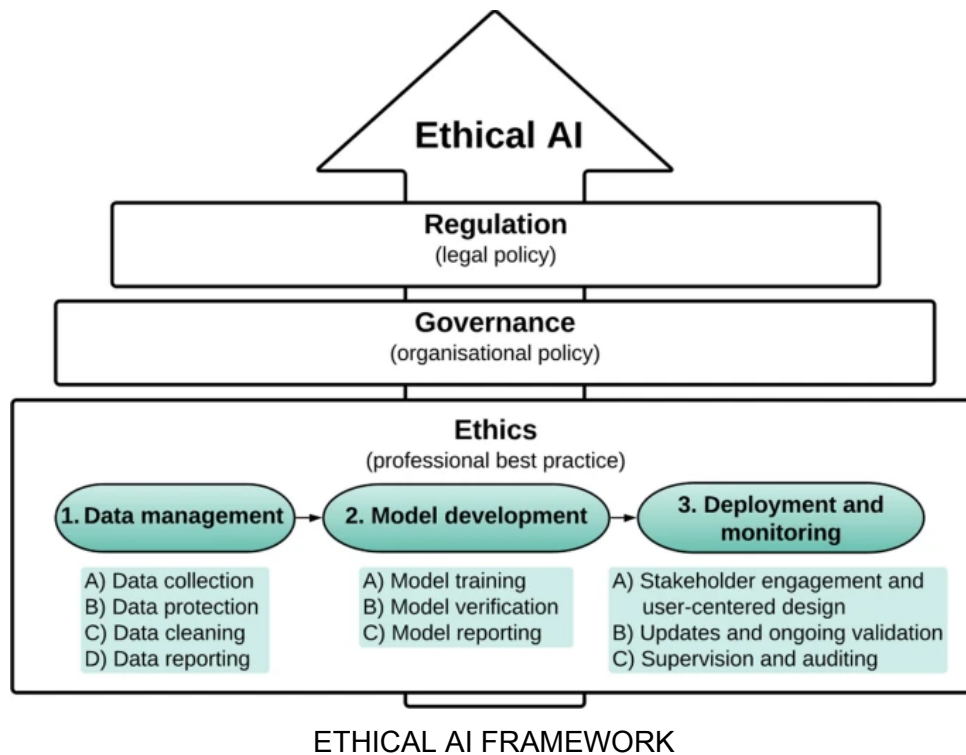 Ethical AI
Regulation
(legal policy)
Governance
(organisational policy)
Ethics
(professional best practice)
1. Data management
2. Model development
3. Deployment and
monitoring
A) Data collection
B) Data protection
C) Data cleaning
D) Data reporting
A) Model training
B) Model verification
C) Model reporting
A) Stakeholder engagement and
user-centered design
B) Updates and ongoing validation
C) Supervision and auditing
ETHICAL AI FRAMEWORK